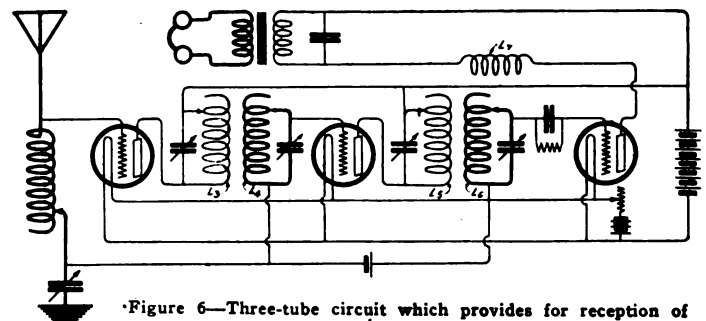 L7
L3
L4
L5
L6
Figure 6—Three-tube circuit which provides for reception of